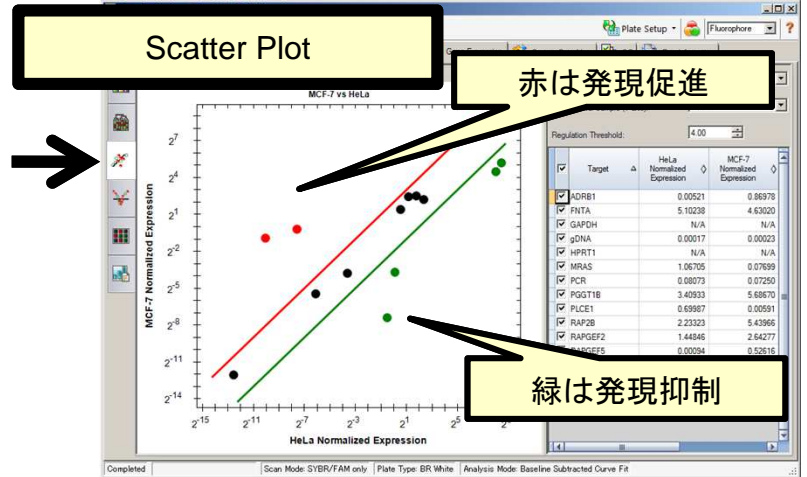 Scatter Plot
Plate Setup
Fluorophore
?
赤は発現促進
MCF-7 vs HeLa
Regulation Threshold: 4.00
Target HeLa Normalized Expression MCF-7 Normalized Expression
ADRB1 0.00521 0.86978
FNTA 5.10238 4.63020
GAPDH N/A N/A
gDNA 0.00017 0.00023
HPRT1 N/A N/A
MRAS 1.06705 0.07699
PCR 0.08073 0.07250
PGGT1B 3.40933 5.68670
PLCE1 0.69987 0.00591
RAP2B 2.23323 5.43966
RAPGEF2 1.44846 2.64277
RAPGEF5 0.00094 0.52616
MCF-7 Normalized Expression
2^7
2^4
2^1
2^-2
2^-5
2^-8
2^-11
2^-14
2^-15 2^-11 2^-7 2^-3 2^1 2^5
HeLa Normalized Expression
緑は発現抑制
Completed Scan Mode: SYBR/FAM only Plate Type: BR White Analysis Mode: Baseline Subtracted Curve Fit